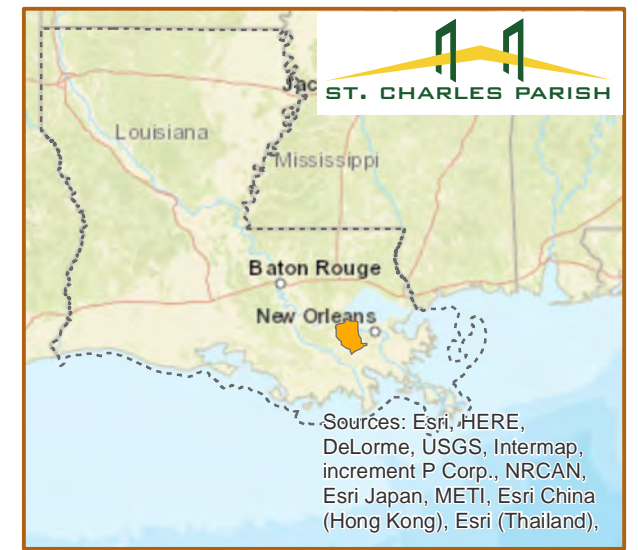 ST. CHARLES PARISH
Jac
Louisiana
Mississippi
Baton Rouge
New Orleans
Sources: Esri, HERE,
DeLorme, USGS, Intermap,
increment P Corp., NRCAN,
Esri Japan, METI, Esri China
(Hong Kong), Esri (Thailand),